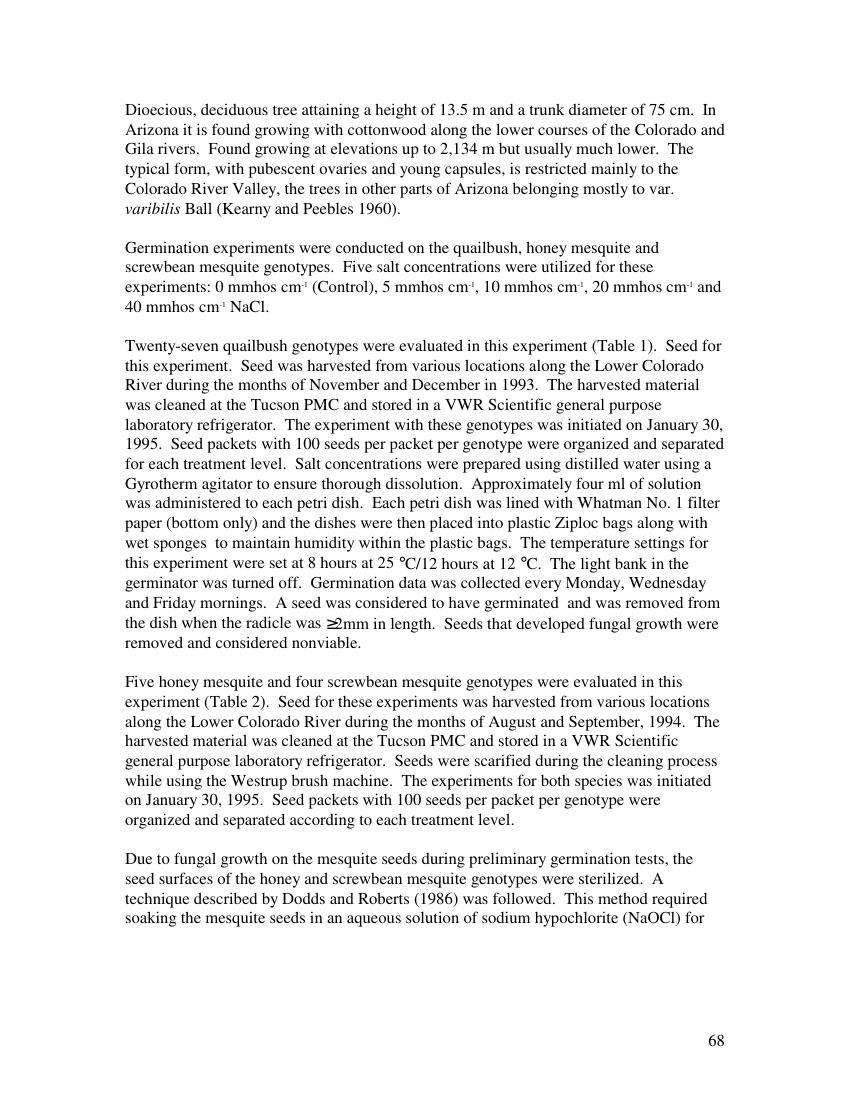 Dioecious, deciduous tree attaining a height of 13.5 m and a trunk diameter of 75 cm.  In
Arizona it is found growing with cottonwood along the lower courses of the Colorado and
Gila rivers.  Found growing at elevations up to 2,134 m but usually much lower.  The
typical form, with pubescent ovaries and young capsules, is restricted mainly to the
Colorado River Valley, the trees in other parts of Arizona belonging mostly to var.
varibilis Ball (Kearny and Peebles 1960).

Germination experiments were conducted on the quailbush, honey mesquite and
screwbean mesquite genotypes.  Five salt concentrations were utilized for these
experiments: 0 mmhos cm⁻¹ (Control), 5 mmhos cm⁻¹, 10 mmhos cm⁻¹, 20 mmhos cm⁻¹ and
40 mmhos cm⁻¹ NaCl.

Twenty-seven quailbush genotypes were evaluated in this experiment (Table 1).  Seed for
this experiment.  Seed was harvested from various locations along the Lower Colorado
River during the months of November and December in 1993.  The harvested material
was cleaned at the Tucson PMC and stored in a VWR Scientific general purpose
laboratory refrigerator.  The experiment with these genotypes was initiated on January 30,
1995.  Seed packets with 100 seeds per packet per genotype were organized and separated
for each treatment level.  Salt concentrations were prepared using distilled water using a
Gyrotherm agitator to ensure thorough dissolution.  Approximately four ml of solution
was administered to each petri dish.  Each petri dish was lined with Whatman No. 1 filter
paper (bottom only) and the dishes were then placed into plastic Ziploc bags along with
wet sponges  to maintain humidity within the plastic bags.  The temperature settings for
this experiment were set at 8 hours at 25 °C/12 hours at 12 °C.  The light bank in the
germinator was turned off.  Germination data was collected every Monday, Wednesday
and Friday mornings.  A seed was considered to have germinated  and was removed from
the dish when the radicle was ≥2mm in length.  Seeds that developed fungal growth were
removed and considered nonviable.

Five honey mesquite and four screwbean mesquite genotypes were evaluated in this
experiment (Table 2).  Seed for these experiments was harvested from various locations
along the Lower Colorado River during the months of August and September, 1994.  The
harvested material was cleaned at the Tucson PMC and stored in a VWR Scientific
general purpose laboratory refrigerator.  Seeds were scarified during the cleaning process
while using the Westrup brush machine.  The experiments for both species was initiated
on January 30, 1995.  Seed packets with 100 seeds per packet per genotype were
organized and separated according to each treatment level.

Due to fungal growth on the mesquite seeds during preliminary germination tests, the
seed surfaces of the honey and screwbean mesquite genotypes were sterilized.  A
technique described by Dodds and Roberts (1986) was followed.  This method required
soaking the mesquite seeds in an aqueous solution of sodium hypochlorite (NaOCl) for

68